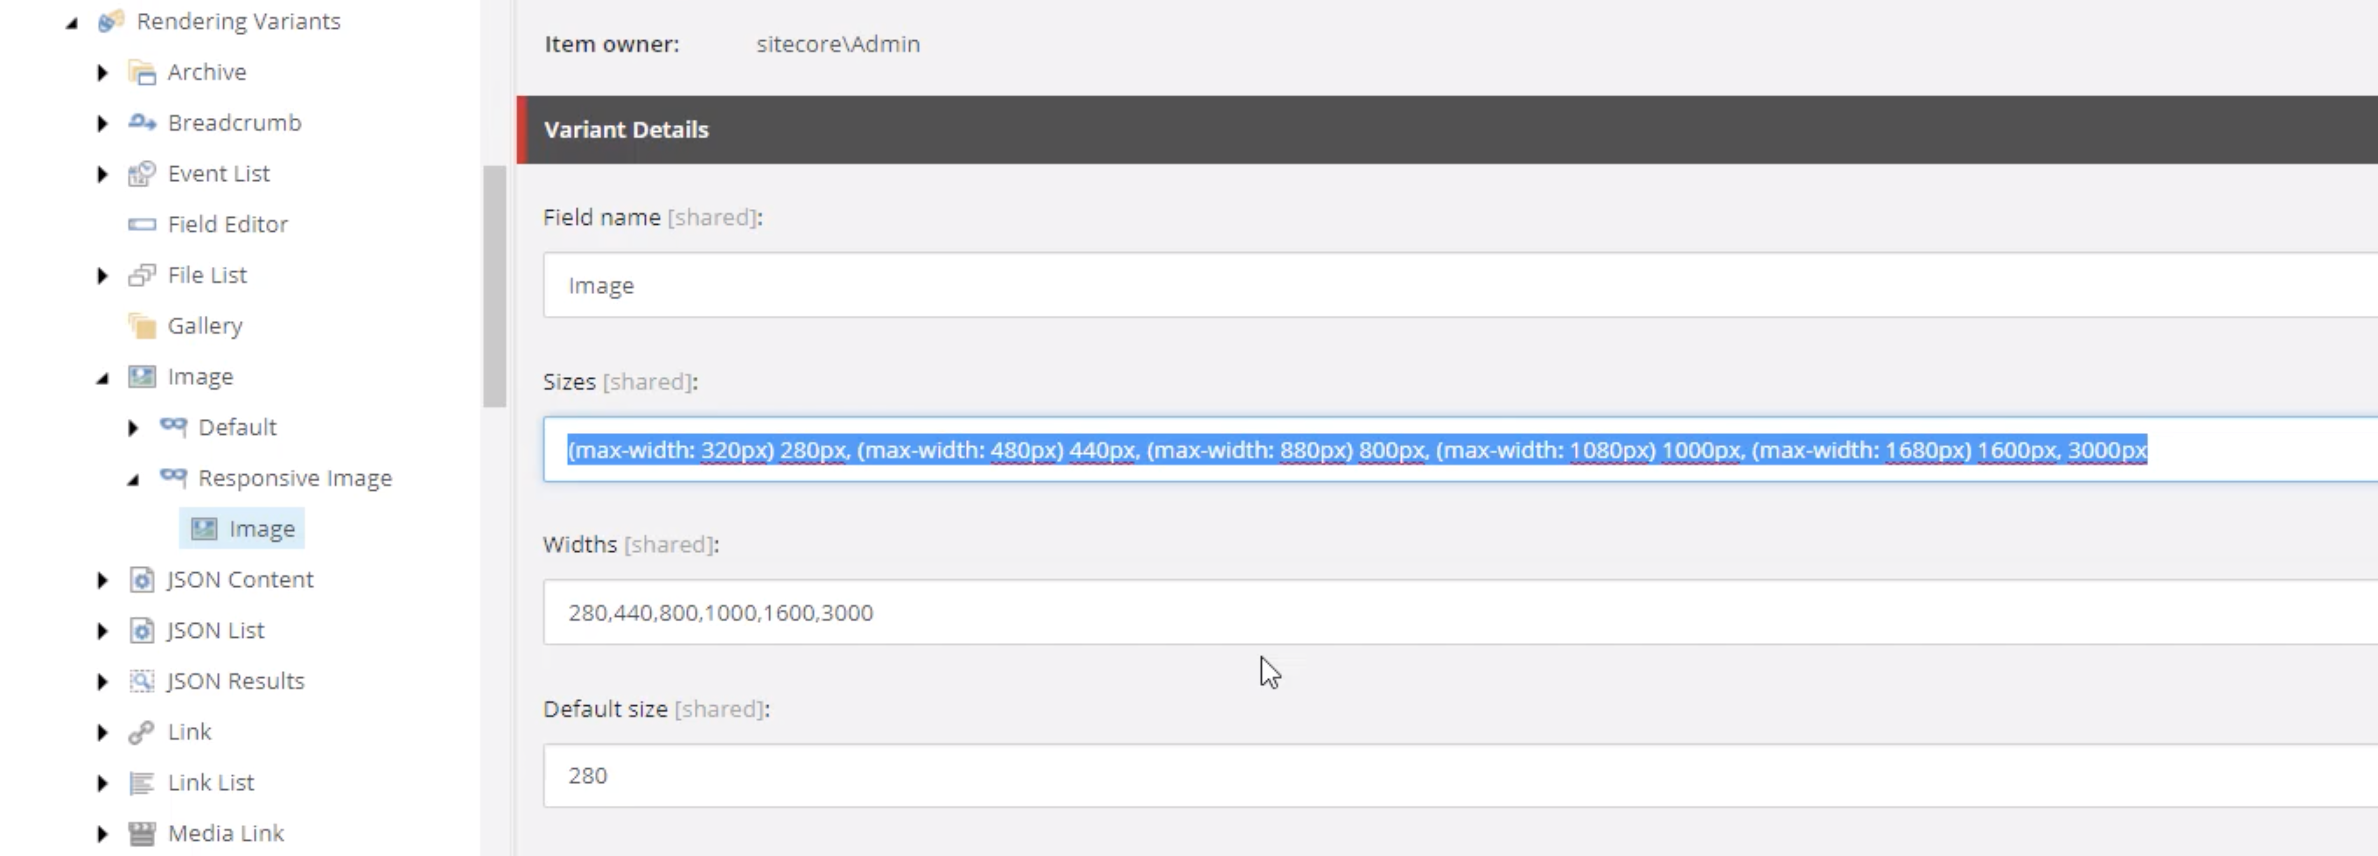 Rendering Variants
Archive
Breadcrumb
Event List
Field Editor
File List
Gallery
Image
Default
Responsive Image
Image
JSON Content
JSON List
JSON Results
Link
Link List
Media Link
Item owner: sitecore\Admin
Variant Details
Field name [shared]:
Image
Sizes [shared]:
(max-width: 320px) 280px, (max-width: 480px) 440px, (max-width: 880px) 800px, (max-width: 1080px) 1000px, (max-width: 1680px) 1600px, 3000px
Widths [shared]:
280,440,800,1000,1600,3000
Default size [shared]:
280